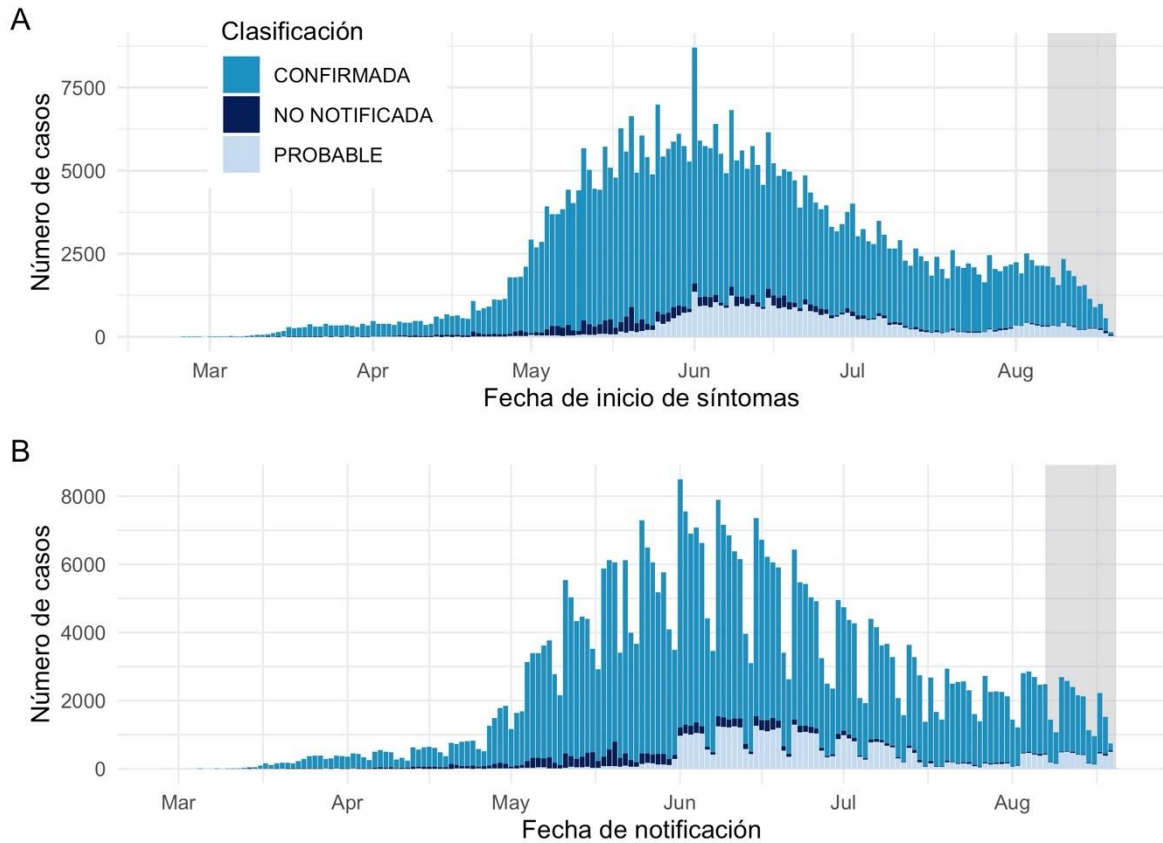 A
Clasificación
CONFIRMADA
NO NOTIFICADA
PROBABLE
Número de casos
7500
5000
2500
0
Mar Apr May Jun Jul Aug
Fecha de inicio de síntomas
B
Número de casos
8000
6000
4000
2000
0
Mar Apr May Jun Jul Aug
Fecha de notificación